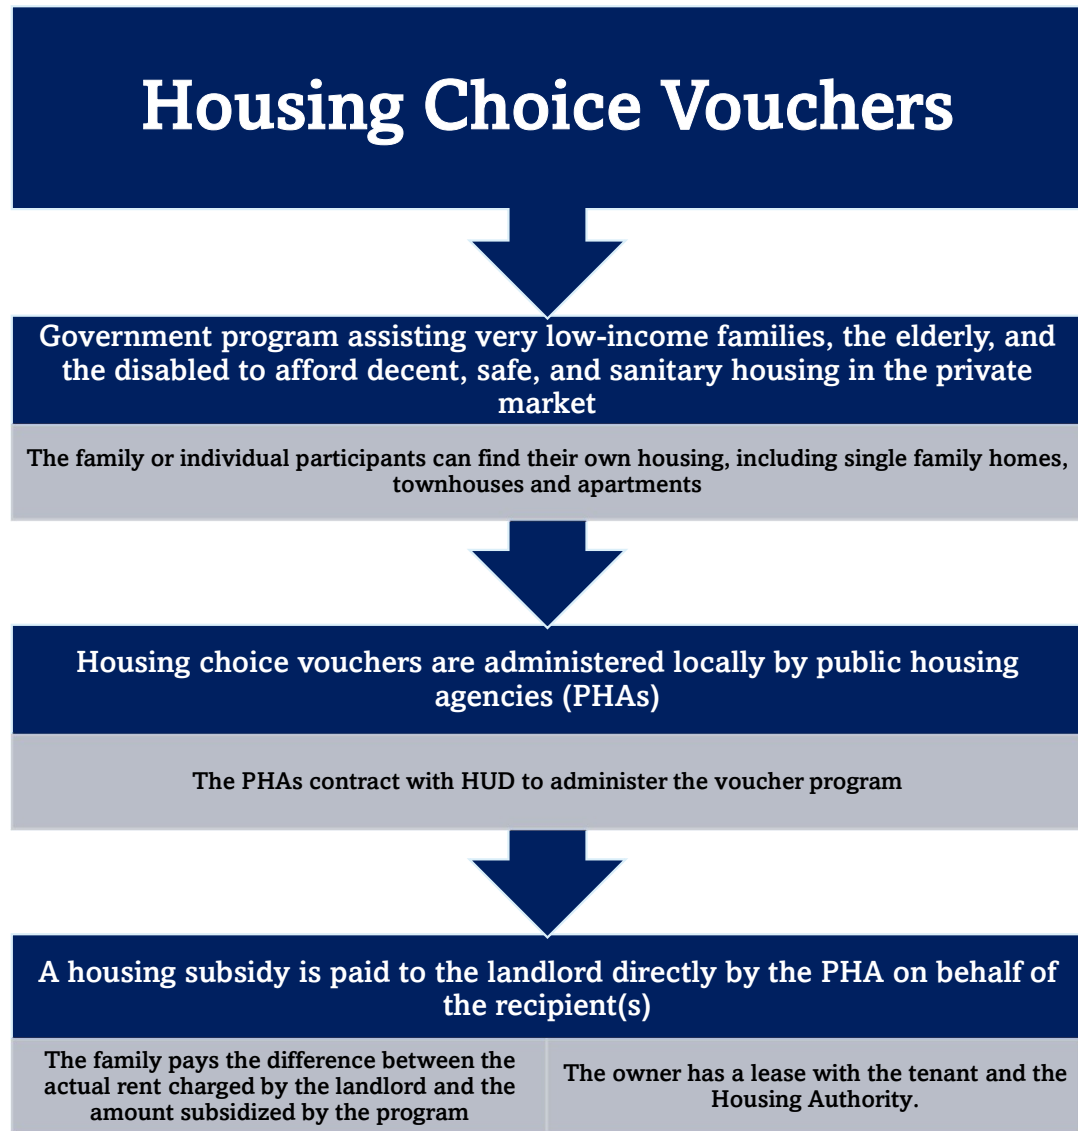 Housing Choice Vouchers
Government program assisting very low-income families, the elderly, and
the disabled to afford decent, safe, and sanitary housing in the private
market
The family or individual participants can find their own housing, including single family homes,
townhouses and apartments
Housing choice vouchers are administered locally by public housing
agencies (PHAs)
The PHAs contract with HUD to administer the voucher program
A housing subsidy is paid to the landlord directly by the PHA on behalf of
the recipient(s)
The family pays the difference between the
actual rent charged by the landlord and the
amount subsidized by the program
The owner has a lease with the tenant and the
Housing Authority.